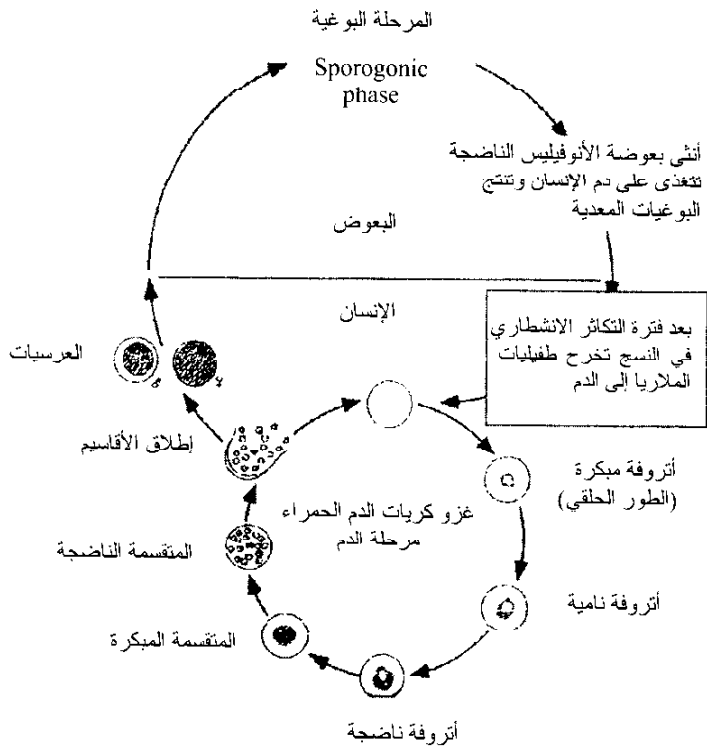 المرحلة البوغية
Sporogonic
phase
أنثى بعوضة الأنوفيليس الناضجة
تتغذى على دم الإنسان وتنتج
البوغيات المعدية
البعوض
الإنسان
بعد فترة التكاثر الانشطاري
في النسج تخرح طفيليات
الملاريا إلى الدم
العرسيات
♂ ♀
إطلاق الأقاسيم
أتروفة مبكرة
(الطور الحلقي)
غزو كريات الدم الحمراء
مرحلة الدم
المتقسمة الناضجة
أتروفة نامية
المتقسمة المبكرة
أتروفة ناضجة